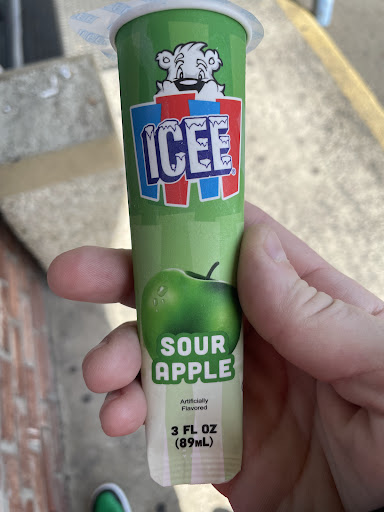 ICEE
SOUR
APPLE
Artificially
Flavored
3 FL OZ
(89mL)